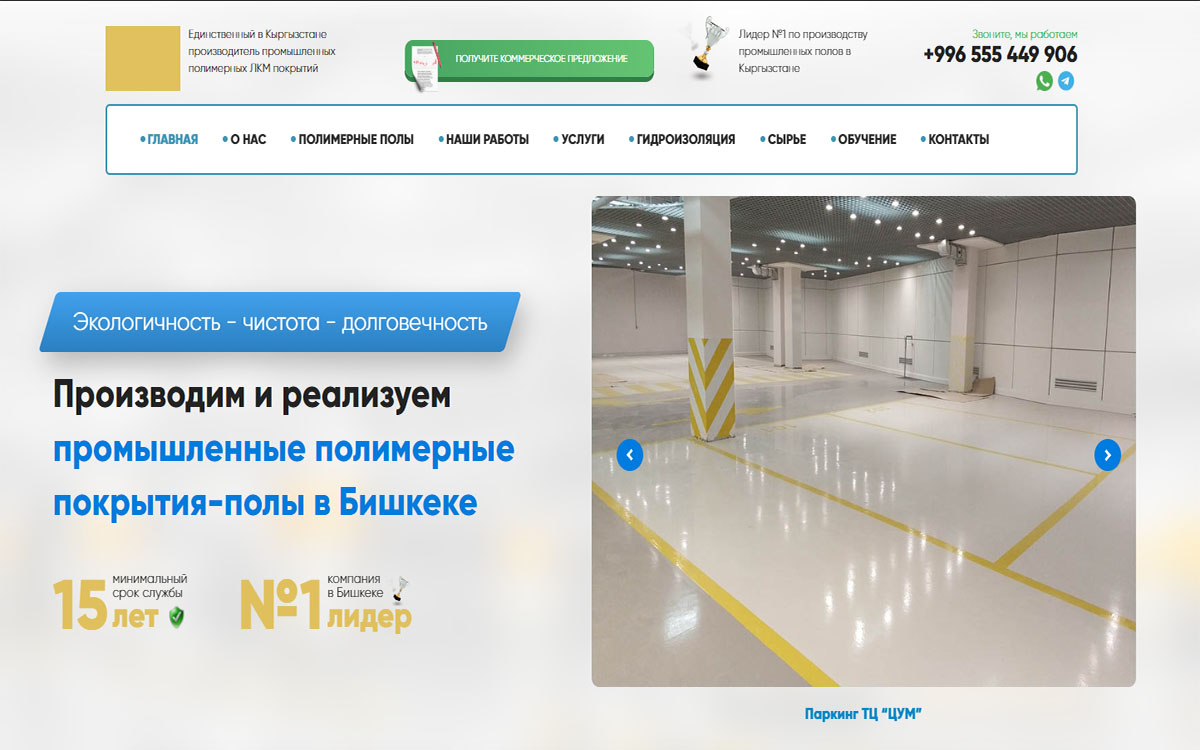 Единственный в Кыргызстане
производитель промышленных
полимерных ЛКМ покрытий
ПОЛУЧИТЕ КОММЕРЧЕСКОЕ ПРЕДЛОЖЕНИЕ
Лидер №1 по производству
промышленных полов в
Кыргызстане
Звоните, мы работаем
+996 555 449 906
ГЛАВНАЯ
О НАС
ПОЛИМЕРНЫЕ ПОЛЫ
НАШИ РАБОТЫ
УСЛУГИ
ГИДРОИЗОЛЯЦИЯ
СЫРЬЕ
ОБУЧЕНИЕ
КОНТАКТЫ
Экологичность - чистота - долговечность
Производим и реализуем
промышленные полимерные
покрытия-полы в Бишкеке
15
минимальный
срок службы
лет
№1
компания
в Бишкеке
лидер
Паркинг ТЦ "ЦУМ"